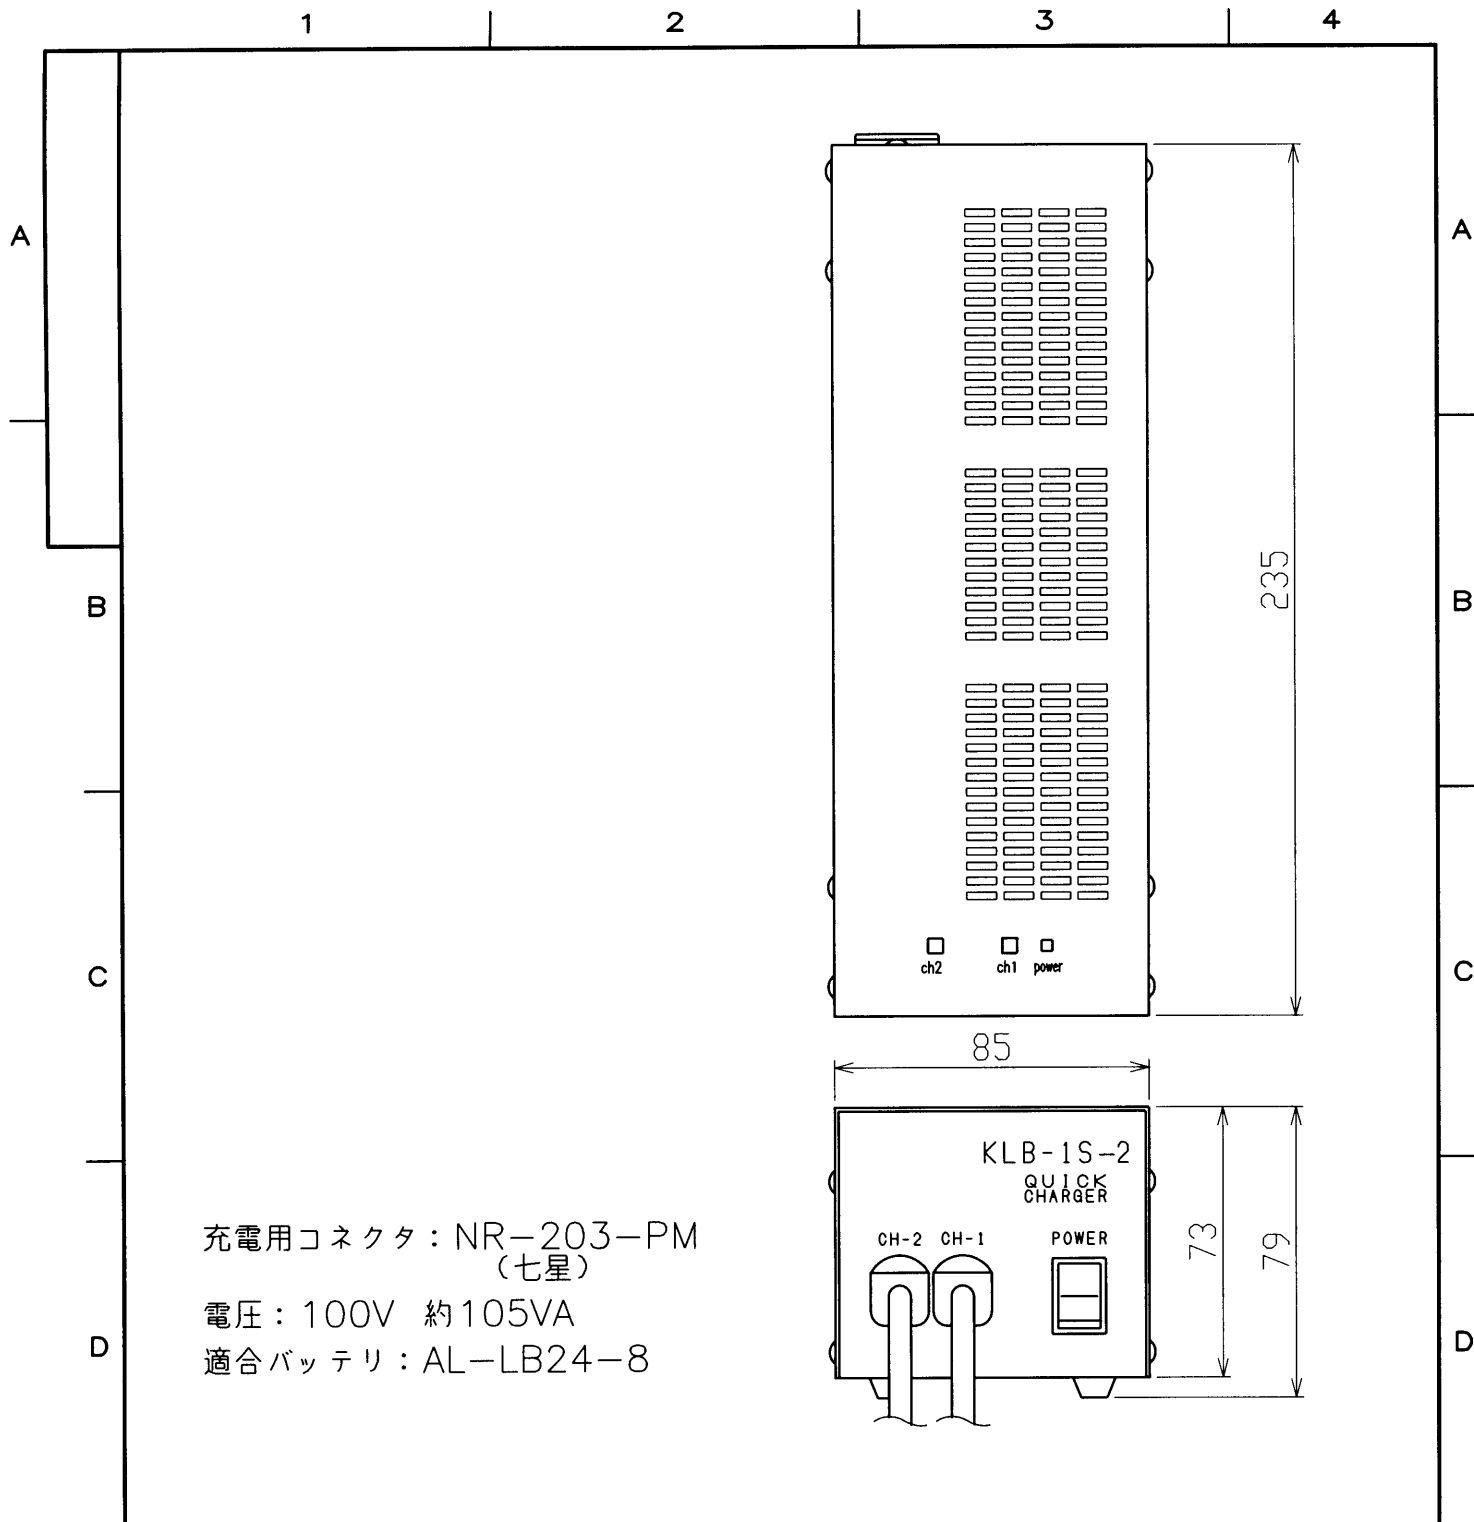 1 2 3 4
A A
B B
C C
D D
235
ch2 ch1 power
85
KLB-1S-2
QUICK
CHARGER
CH-2 CH-1 POWER
73
79
充電用コネクタ：NR-203-PM
（七星）
電圧：100V 約105VA
適合バッテリ：AL-LB24-8